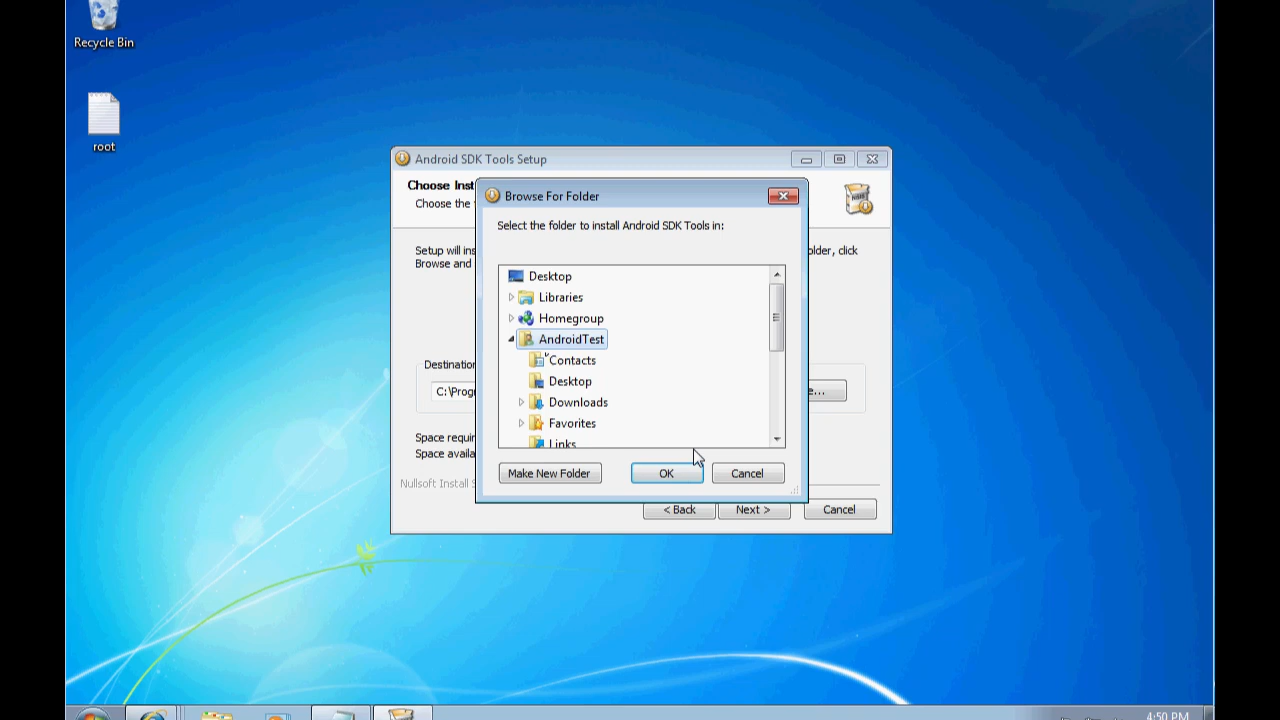 Recycle Bin
root
Android SDK Tools Setup
Choose Inst
Choose the
Browse For Folder
Select the folder to install Android SDK Tools in:
Setup will ins
older, click
Browse and
Desktop
Libraries
Homegroup
AndroidTest
Contacts
Desktop
Downloads
Favorites
Links
Destination
C:\Progr
e...
Space requir
Space availa
Make New Folder
OK
Cancel
Nullsoft Install S
< Back
Next >
Cancel
4:50 PM